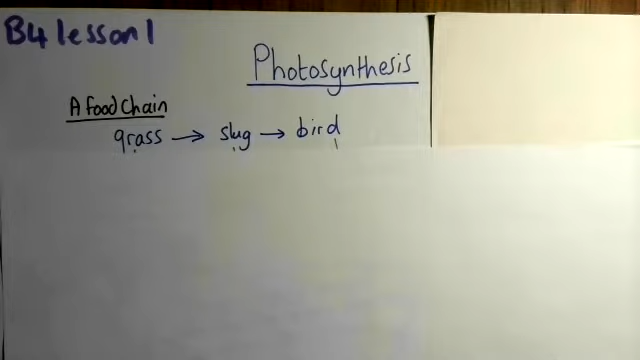 B4 lesson 1
Photosynthesis
A food chain
grass → slug → bird